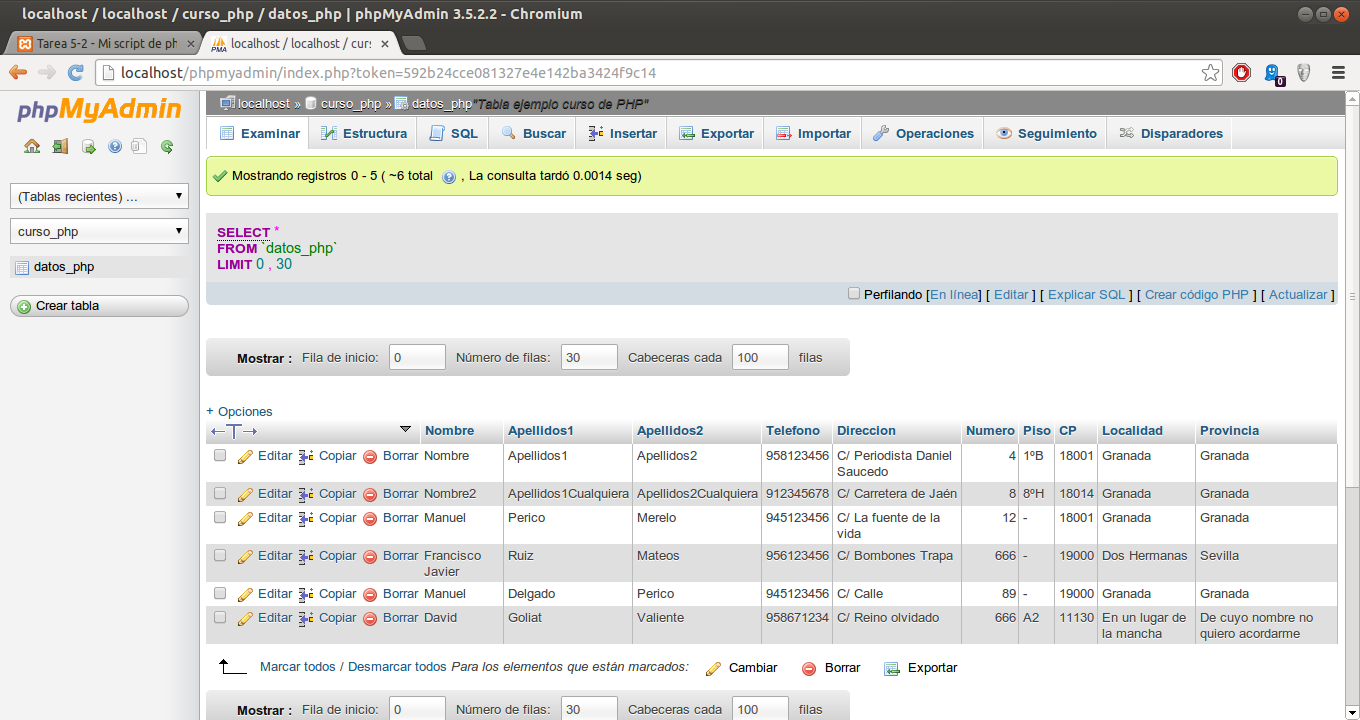 localhost / localhost / curso_php / datos_php | phpMyAdmin 3.5.2.2 - Chromium
Tarea 5-2 - Mi script de ph
localhost / localhost / curs
localhost/phpmyadmin/index.php?token=592b24cce081327e4e142ba3424f9c14
0
phpMyAdmin
(Tablas recientes) ...
curso_php
datos_php
Crear tabla
localhost » curso_php » datos_php "Tabla ejemplo curso de PHP"
Examinar Estructura SQL Buscar Insertar Exportar Importar Operaciones Seguimiento Disparadores
Mostrando registros 0 - 5 ( ~6 total , La consulta tardó 0.0014 seg)
SELECT *
FROM `datos_php`
LIMIT 0 , 30
Perfilando [En línea] [ Editar ] [ Explicar SQL ] [ Crear código PHP ] [ Actualizar ]
Mostrar : Fila de inicio: 0 Número de filas: 30 Cabeceras cada 100 filas
+ Opciones
←T→ Nombre Apellidos1 Apellidos2 Telefono Direccion Numero Piso CP Localidad Provincia
Editar Copiar Borrar Nombre Apellidos1 Apellidos2 958123456 C/ Periodista Daniel Saucedo 4 1ºB 18001 Granada Granada
Editar Copiar Borrar Nombre2 Apellidos1Cualquiera Apellidos2Cualquiera 912345678 C/ Carretera de Jaén 8 8ºH 18014 Granada Granada
Editar Copiar Borrar Manuel Perico Merelo 945123456 C/ La fuente de la vida 12 - 18001 Granada Granada
Editar Copiar Borrar Francisco Javier Ruiz Mateos 956123456 C/ Bombones Trapa 666 - 19000 Dos Hermanas Sevilla
Editar Copiar Borrar Manuel Delgado Perico 945123456 C/ Calle 89 - 19000 Granada Granada
Editar Copiar Borrar David Goliat Valiente 958671234 C/ Reino olvidado 666 A2 11130 En un lugar de la mancha De cuyo nombre no quiero acordarme
Marcar todos / Desmarcar todos Para los elementos que están marcados: Cambiar Borrar Exportar
Mostrar : Fila de inicio: 0 Número de filas: 30 Cabeceras cada 100 filas